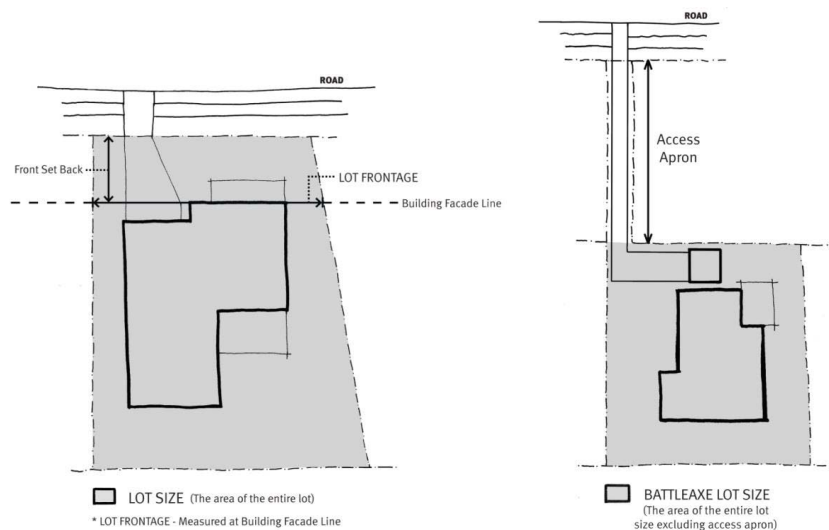 ROAD
Front Set Back
LOT FRONTAGE
Building Facade Line
LOT SIZE (The area of the entire lot)
* LOT FRONTAGE - Measured at Building Facade Line
ROAD
Access
Apron
BATTLEAXE LOT SIZE
(The area of the entire lot
size excluding access apron)